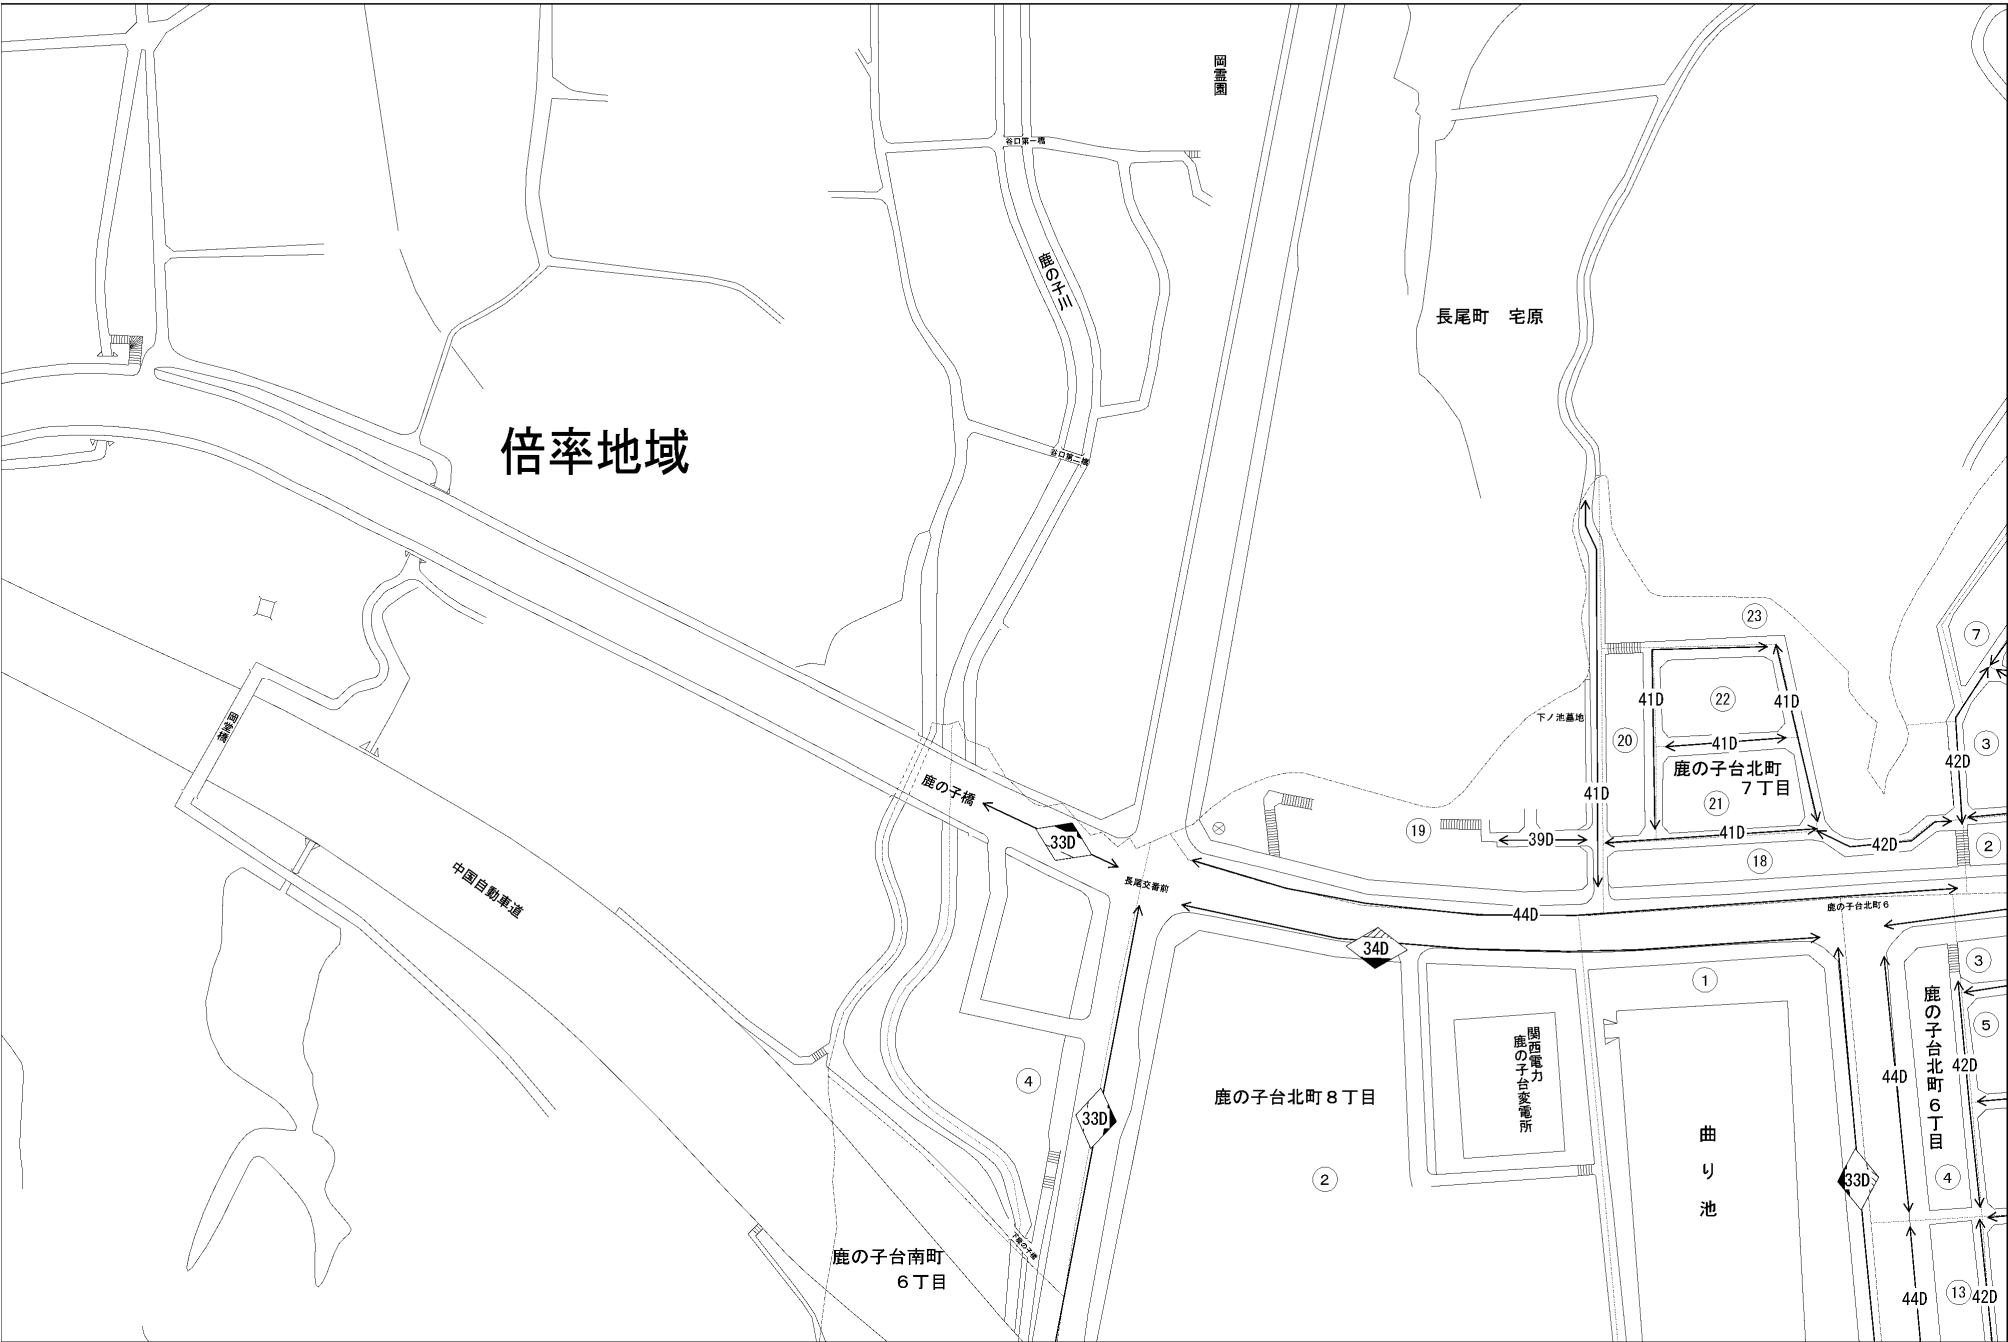 岡霊園
谷口第一橋
鹿の子川
長尾町　宅原
倍率地域
谷口第二橋
23
7
22
41D
41D
岡堂橋
下ノ池墓地
20
41D
3
42D
鹿の子台北町
７丁目
鹿の子橋
41D
21
19
39D
41D
33D
42D
2
18
中国自動車道
長尾交番前
44D
鹿の子台北町６
34D
3
1
鹿の子台北町６丁目
5
関西電力
鹿の子台変電所
4
44D
42D
鹿の子台北町８丁目
33D
曲り池
2
33D
4
鹿の子台南町
６丁目
44D
13
42D